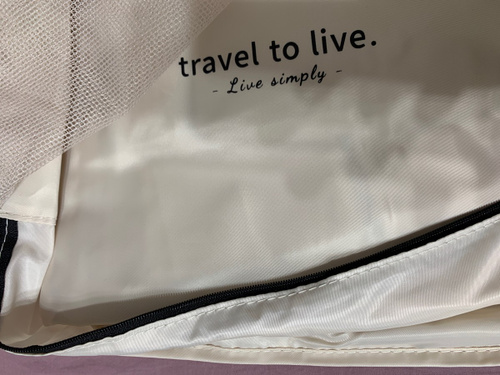 travel to live.
- Live simply -